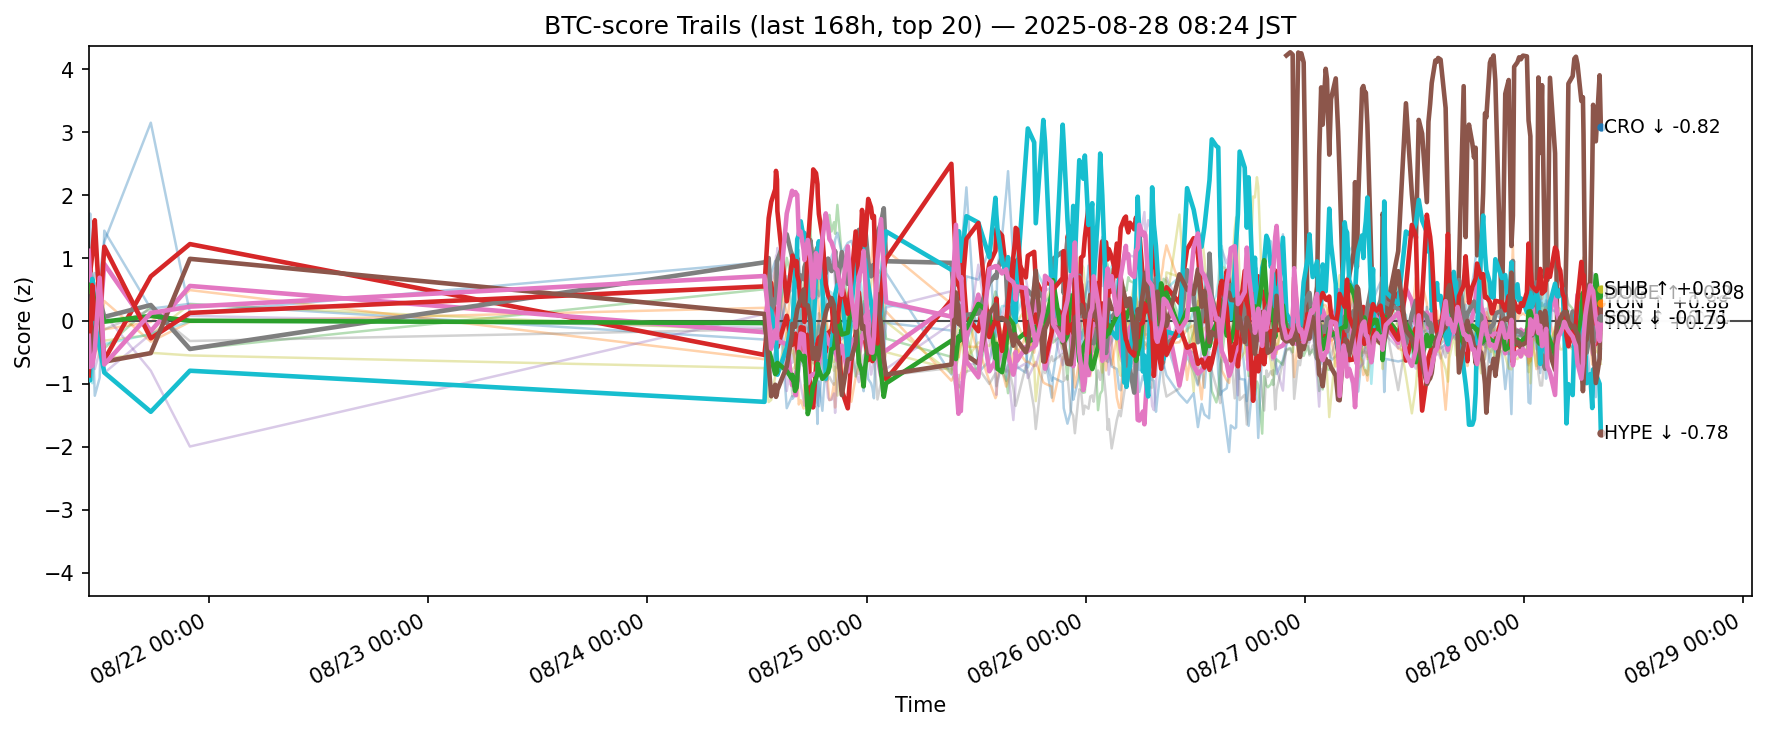 BTC-score Trails (last 168h, top 20) — 2025-08-28 08:24 JST
Score (z)
4
3
2
1
0
−1
−2
−3
−4
CRO ↓ -0.82
SHIB ↑ +0.30
SOL ↓ -0.17
HYPE ↓ -0.78
08/22 00:00
08/23 00:00
08/24 00:00
08/25 00:00
08/26 00:00
08/27 00:00
08/28 00:00
08/29 00:00
Time